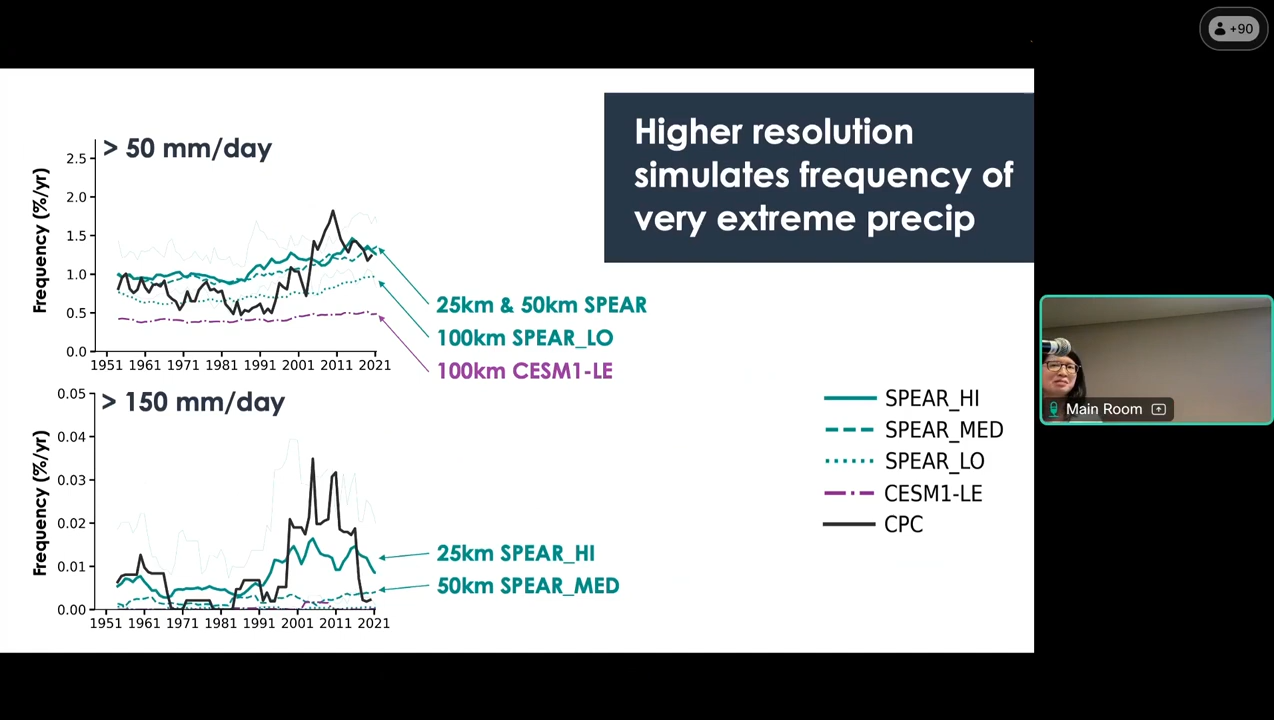 +90
Higher resolution
simulates frequency of
very extreme precip
> 50 mm/day
Frequency (%/yr)
2.5
2.0
1.5
1.0
0.5
0.0
1951 1961 1971 1981 1991 2001 2011 2021
25km & 50km SPEAR
100km SPEAR_LO
100km CESM1-LE
> 150 mm/day
Frequency (%/yr)
0.05
0.04
0.03
0.02
0.01
0.00
1951 1961 1971 1981 1991 2001 2011 2021
25km SPEAR_HI
50km SPEAR_MED
SPEAR_HI
SPEAR_MED
SPEAR_LO
CESM1-LE
CPC
Main Room